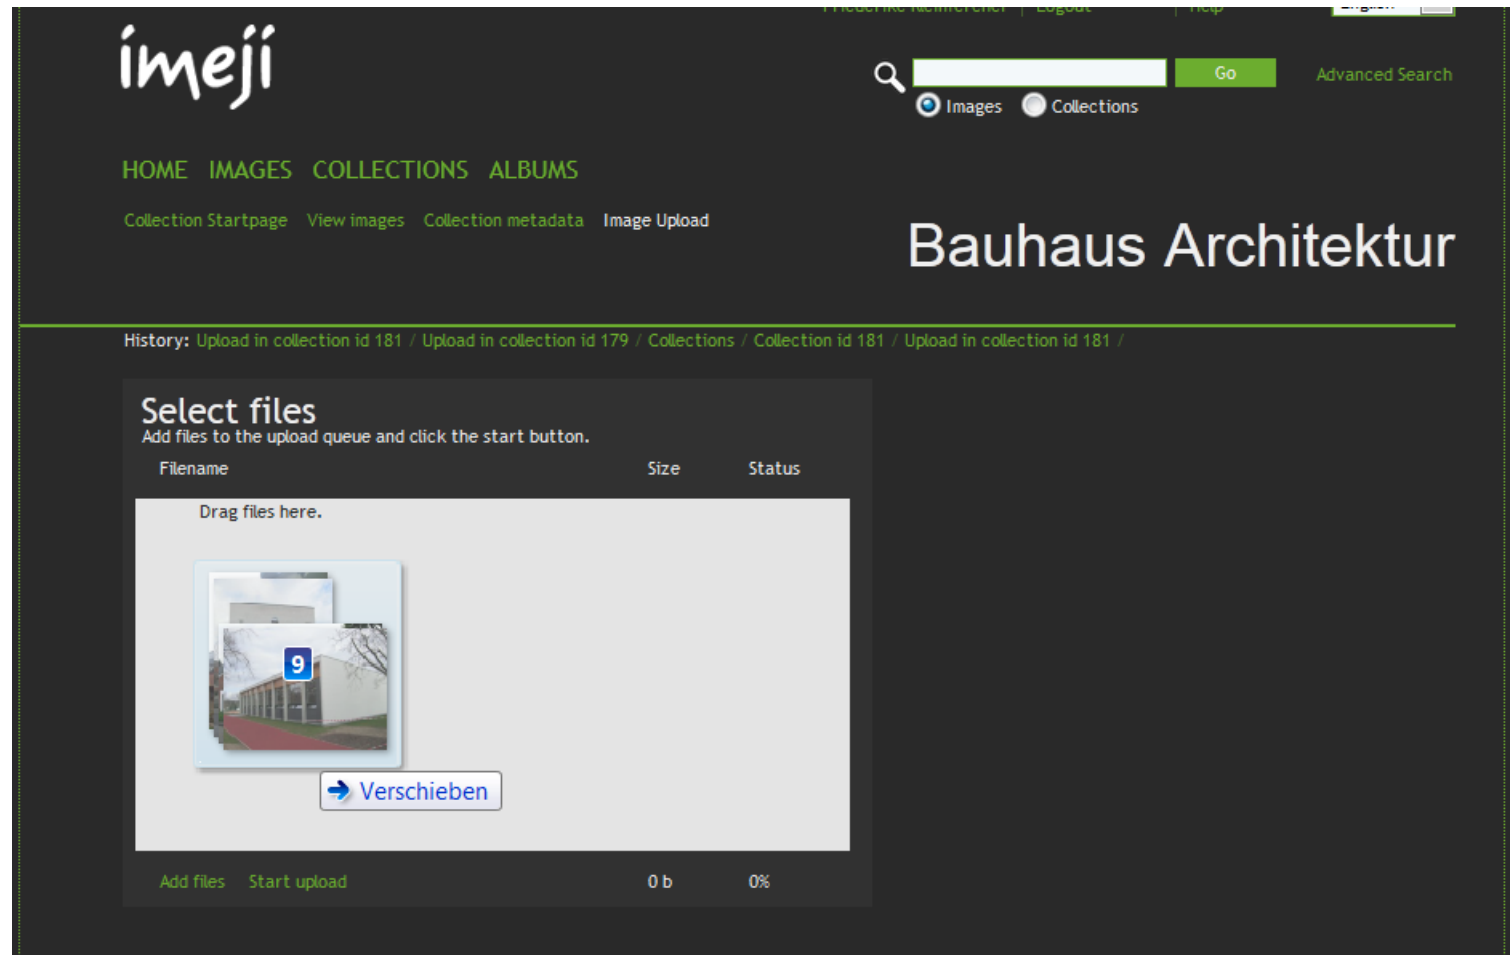 Logout | Help English
imeji
Go Advanced Search
Images Collections
HOME IMAGES COLLECTIONS ALBUMS
Collection Startpage View images Collection metadata Image Upload
Bauhaus Architektur
History: Upload in collection id 181 / Upload in collection id 179 / Collections / Collection id 181 / Upload in collection id 181 /
Select files
Add files to the upload queue and click the start button.
Filename Size Status
Drag files here.
9
Verschieben
Add files Start upload 0 b 0%